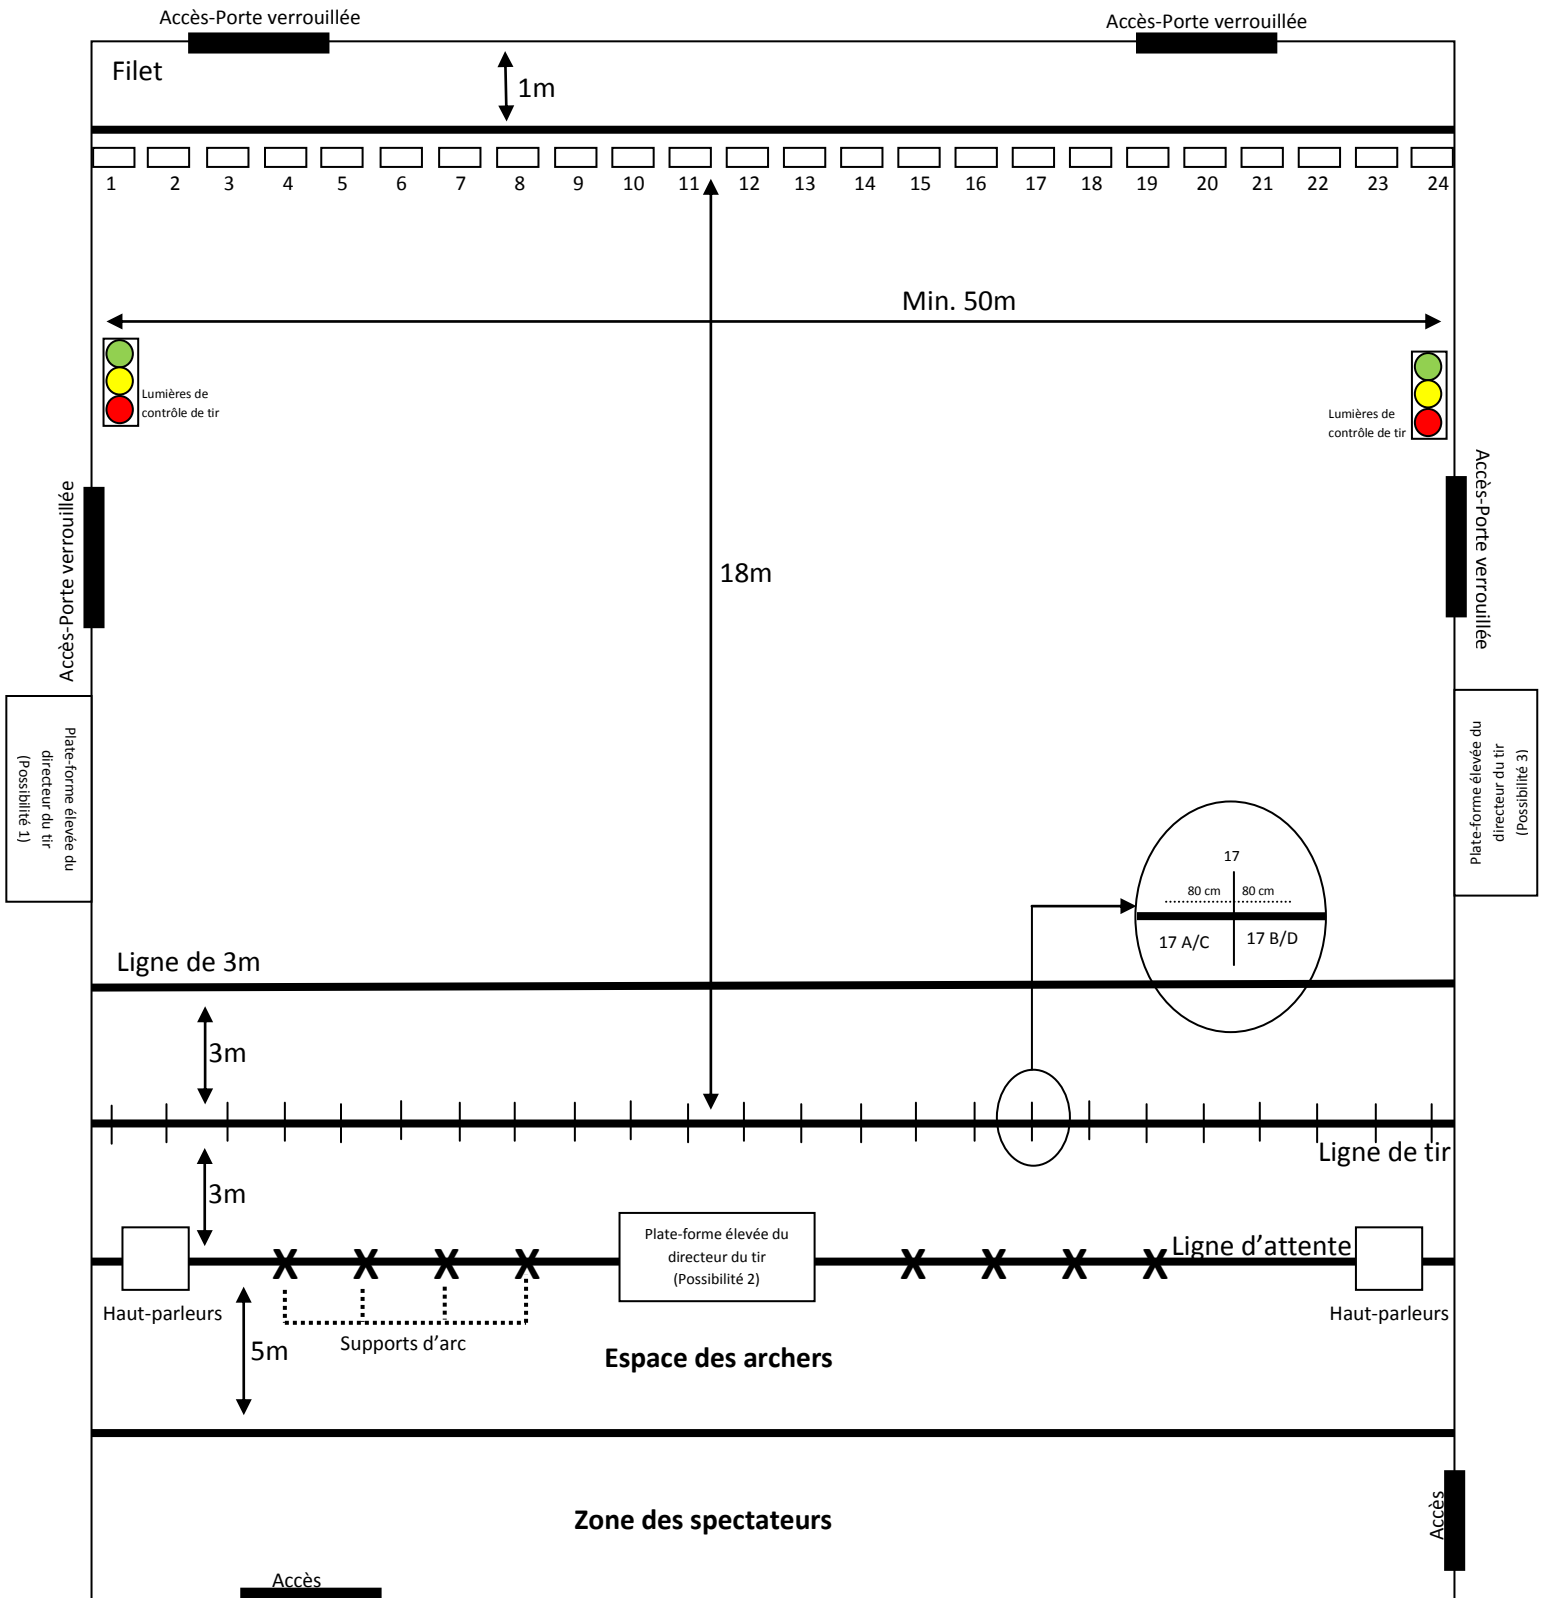 Accès-Porte verrouillée
Accès-Porte verrouillée
Filet
1m
1 2 3 4 5 6 7 8 9 10 11 12 13 14 15 16 17 18 19 20 21 22 23 24
Min. 50m
Lumières de
contrôle de tir
Lumières de
contrôle de tir
Accès-Porte verrouillée
Accès-Porte verrouillée
18m
Plate-forme élevée du
directeur du tir
(Possibilité 1)
Plate-forme élevée du
directeur du tir
(Possibilité 3)
17
80 cm 80 cm
17 A/C 17 B/D
Ligne de 3m
3m
Ligne de tir
3m
Plate-forme élevée du
directeur du tir
(Possibilité 2)
X X X X X X X X
Ligne d'attente
Haut-parleurs
Haut-parleurs
Supports d'arc
5m
Espace des archers
Zone des spectateurs
Accès
Accès